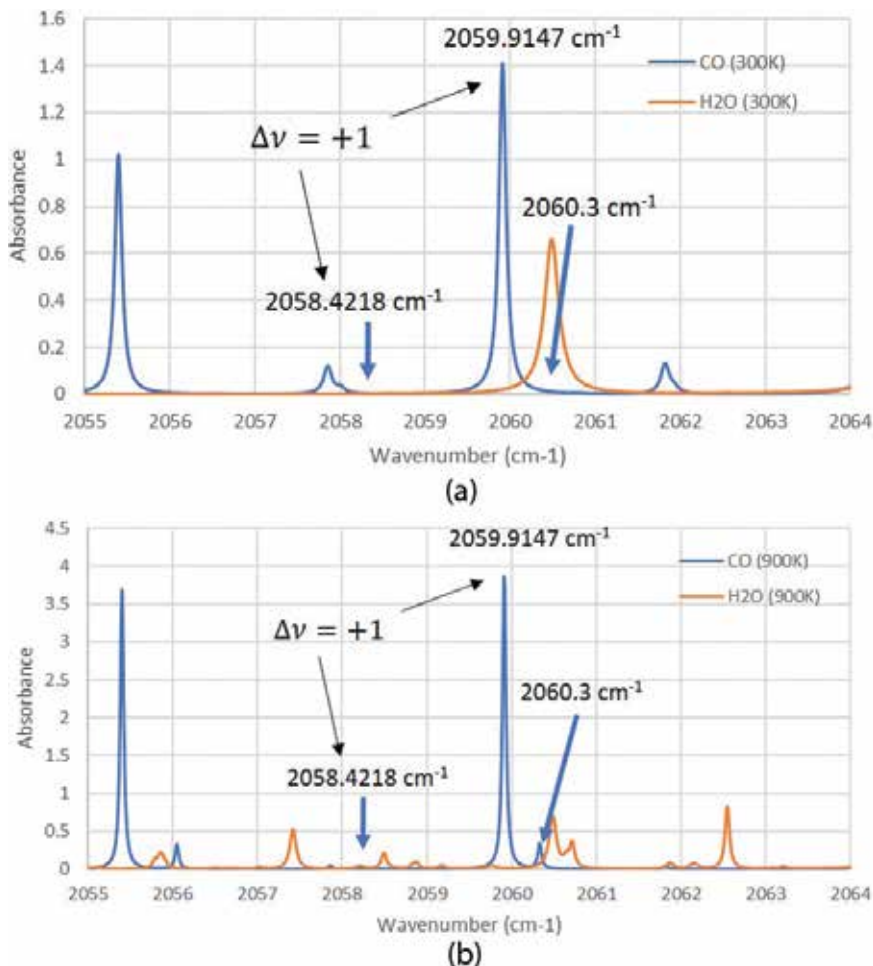 1.6
1.4
1.2
1
0.8
0.6
0.4
0.2
0
Absorbance
2059.9147 cm-1
CO (300K)
H2O (300K)
Δν = +1
2060.3 cm-1
2058.4218 cm-1
2055 2056 2057 2058 2059 2060 2061 2062 2063 2064
Wavenumber (cm-1)
(a)
4.5
4
3.5
3
2.5
2
1.5
1
0.5
0
Absorbance
2059.9147 cm-1
CO (900K)
H2O (900K)
Δν = +1
2060.3 cm-1
2058.4218 cm-1
2055 2056 2057 2058 2059 2060 2061 2062 2063 2064
Wavenumber (cm-1)
(b)